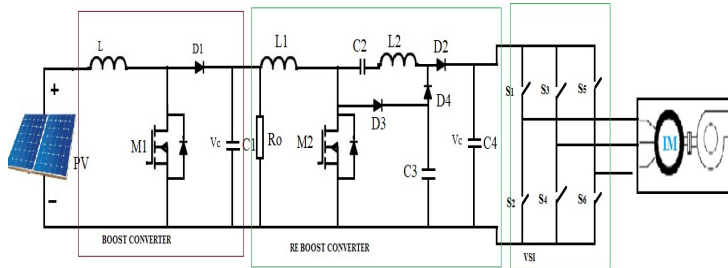 L
D1
L1
C2
L2
D2
+
PV
−
M1
Vc
C1
Ro
M2
D3
D4
C3
Vc
C4
S1
S3
S5
S2
S4
S6
IM
BOOST CONVERTER
RE BOOST CONVERTER
VSI